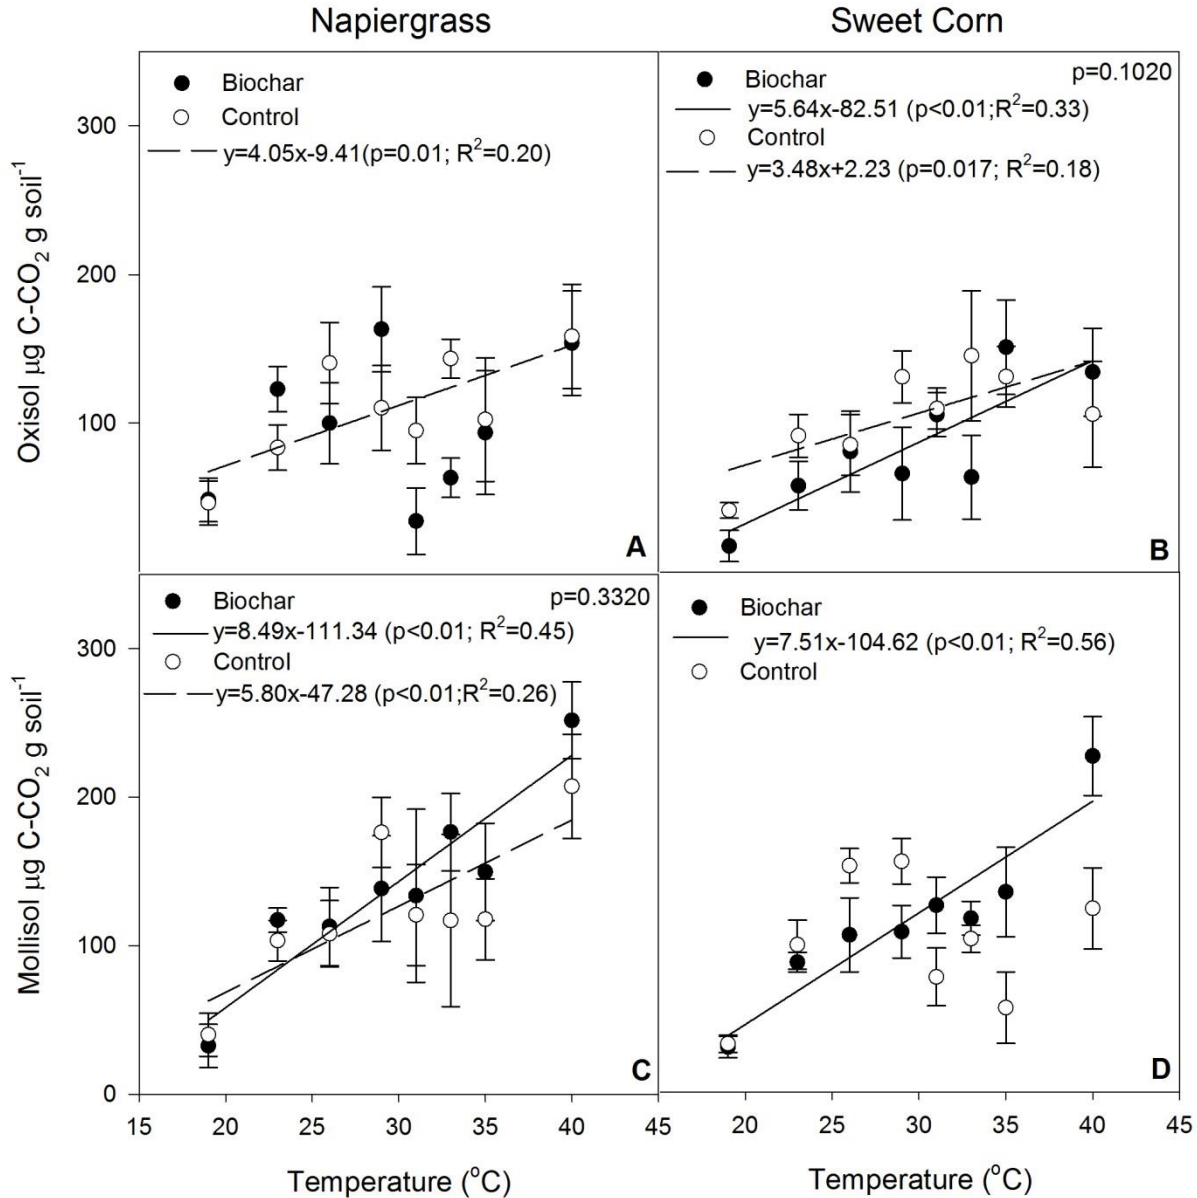 Napiergrass
Sweet Corn
Oxisol µg C-CO2 g soil-1
300
200
100
Biochar
Control
y=4.05x-9.41(p=0.01; R2=0.20)
A
p=0.1020
Biochar
y=5.64x-82.51 (p<0.01;R2=0.33)
Control
y=3.48x+2.23 (p=0.017; R2=0.18)
B
Mollisol µg C-CO2 g soil-1
300
200
100
0
p=0.3320
Biochar
y=8.49x-111.34 (p<0.01; R2=0.45)
Control
y=5.80x-47.28 (p<0.01;R2=0.26)
C
Biochar
y=7.51x-104.62 (p<0.01; R2=0.56)
Control
D
15 20 25 30 35 40 45
20 25 30 35 40 45
Temperature (oC)
Temperature (oC)